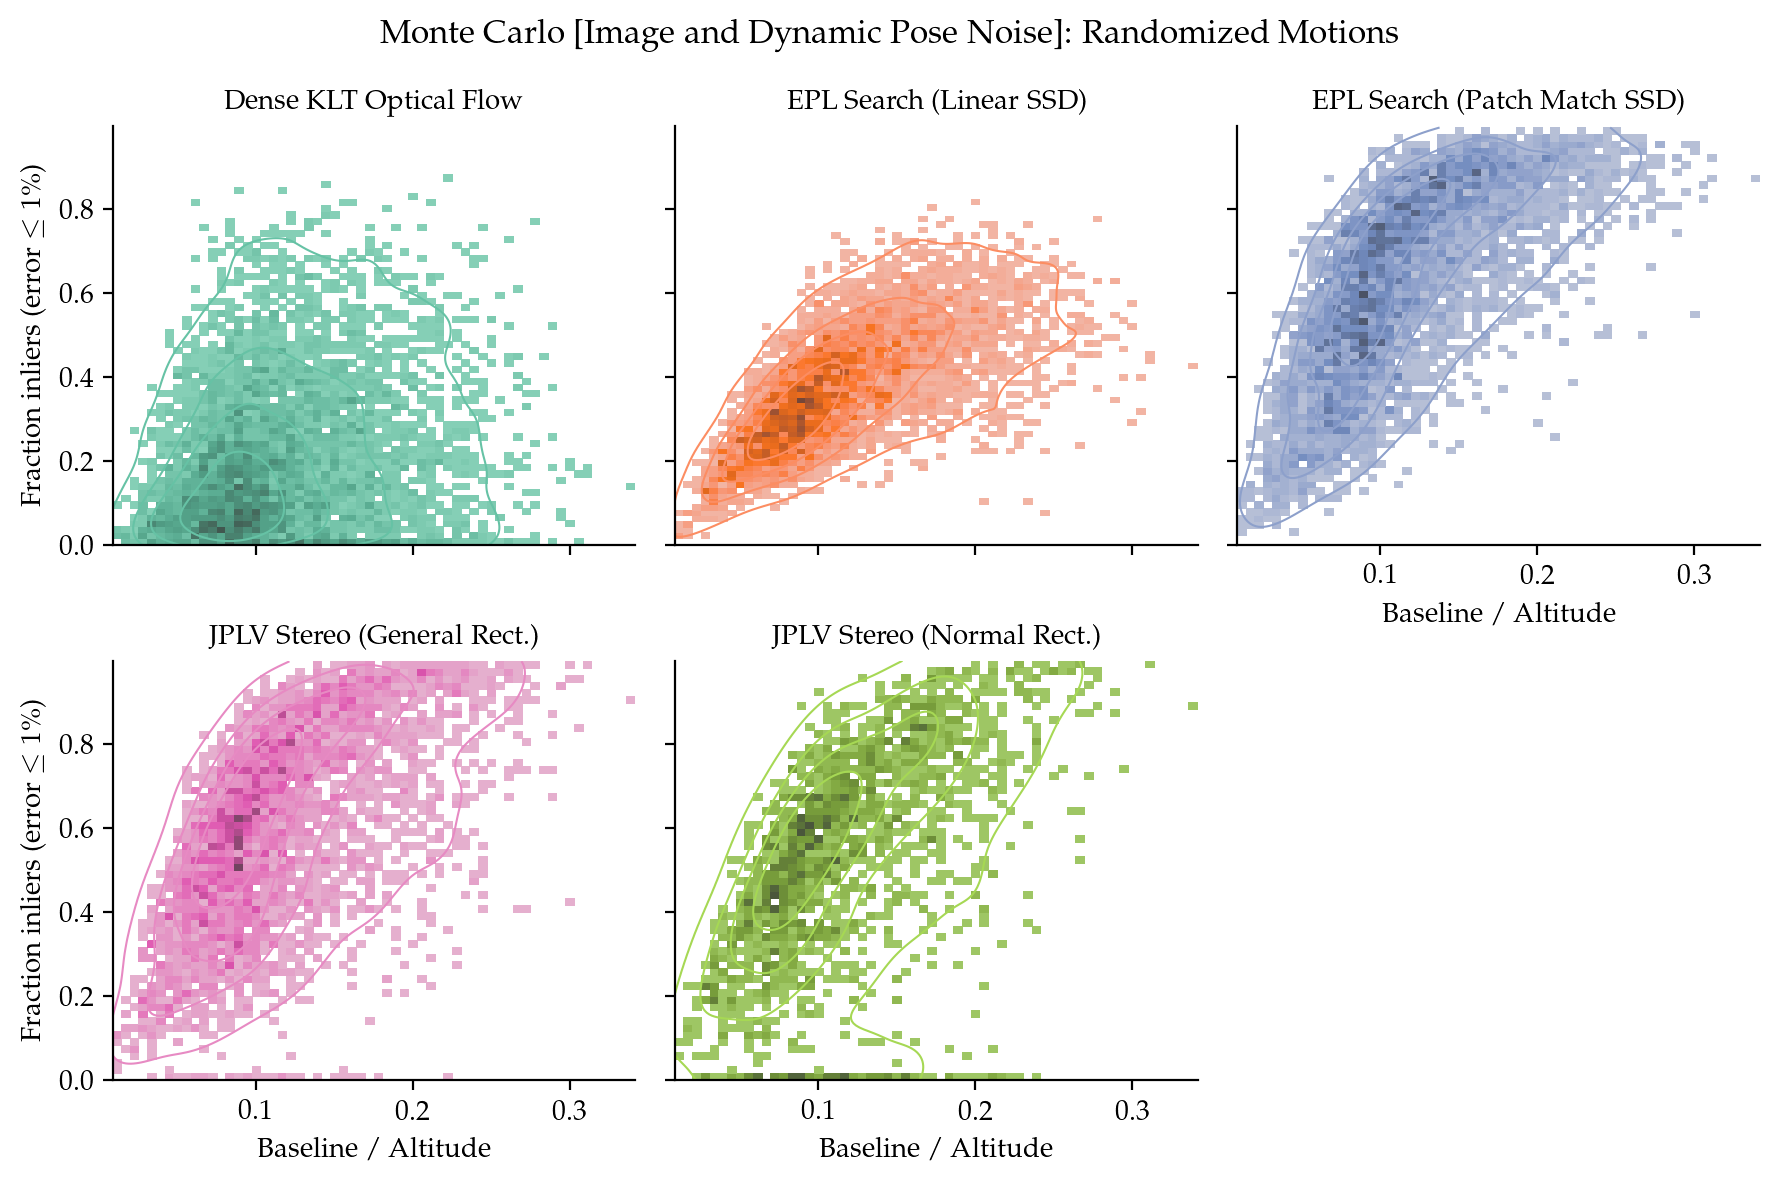 Monte Carlo [Image and Dynamic Pose Noise]: Randomized Motions
Dense KLT Optical Flow
EPL Search (Linear SSD)
EPL Search (Patch Match SSD)
Fraction inliers (error ≤ 1%)
0.8
0.6
0.4
0.2
0.0
0.1 0.2 0.3
Baseline / Altitude
JPLV Stereo (General Rect.)
JPLV Stereo (Normal Rect.)
Fraction inliers (error ≤ 1%)
0.8
0.6
0.4
0.2
0.0
0.1 0.2 0.3
Baseline / Altitude
0.1 0.2 0.3
Baseline / Altitude